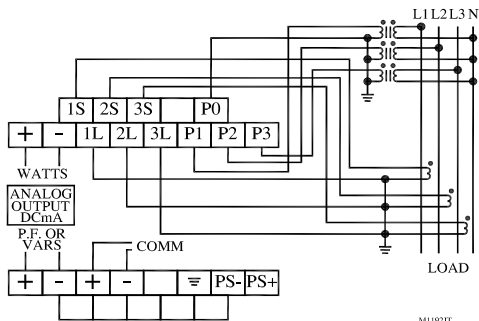 L1 L2 L3 N
1S 2S 3S P0
+ - 1L 2L 3L P1 P2 P3
WATTS
ANALOG
OUTPUT
DCmA
P.F. OR
VARS
COMM
+ - + - PS- PS+
LOAD